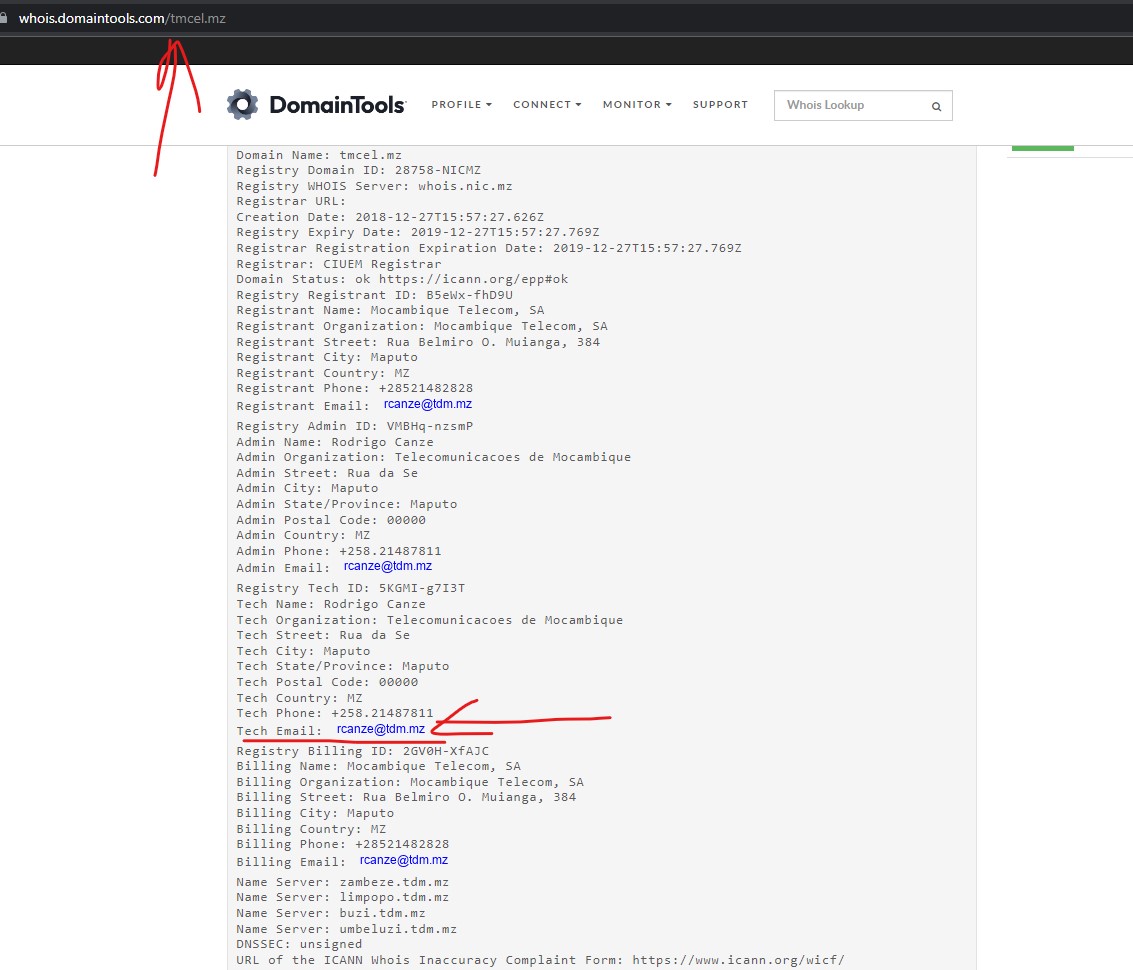 whois.domaintools.com/tmcel.mz
DomainTools PROFILE CONNECT MONITOR SUPPORT Whois Lookup
Domain Name: tmcel.mz
Registry Domain ID: 28758-NICMZ
Registry WHOIS Server: whois.nic.mz
Registrar URL:
Creation Date: 2018-12-27T15:57:27.626Z
Registry Expiry Date: 2019-12-27T15:57:27.769Z
Registrar Registration Expiration Date: 2019-12-27T15:57:27.769Z
Registrar: CIUEM Registrar
Domain Status: ok https://icann.org/epp#ok
Registry Registrant ID: B5eWx-fhD9U
Registrant Name: Mocambique Telecom, SA
Registrant Organization: Mocambique Telecom, SA
Registrant Street: Rua Belmiro O. Muianga, 384
Registrant City: Maputo
Registrant Country: MZ
Registrant Phone: +28521482828
Registrant Email: rcanze@tdm.mz
Registry Admin ID: VMBHq-nzsmP
Admin Name: Rodrigo Canze
Admin Organization: Telecomunicacoes de Mocambique
Admin Street: Rua da Se
Admin City: Maputo
Admin State/Province: Maputo
Admin Postal Code: 00000
Admin Country: MZ
Admin Phone: +258.21487811
Admin Email: rcanze@tdm.mz
Registry Tech ID: 5KGMI-g7I3T
Tech Name: Rodrigo Canze
Tech Organization: Telecomunicacoes de Mocambique
Tech Street: Rua da Se
Tech City: Maputo
Tech State/Province: Maputo
Tech Postal Code: 00000
Tech Country: MZ
Tech Phone: +258.21487811
Tech Email: rcanze@tdm.mz
Registry Billing ID: 2GV0H-XfAJC
Billing Name: Mocambique Telecom, SA
Billing Organization: Mocambique Telecom, SA
Billing Street: Rua Belmiro O. Muianga, 384
Billing City: Maputo
Billing Country: MZ
Billing Phone: +28521482828
Billing Email: rcanze@tdm.mz
Name Server: zambeze.tdm.mz
Name Server: limpopo.tdm.mz
Name Server: buzi.tdm.mz
Name Server: umbeluzi.tdm.mz
DNSSEC: unsigned
URL of the ICANN Whois Inaccuracy Complaint Form: https://www.icann.org/wicf/